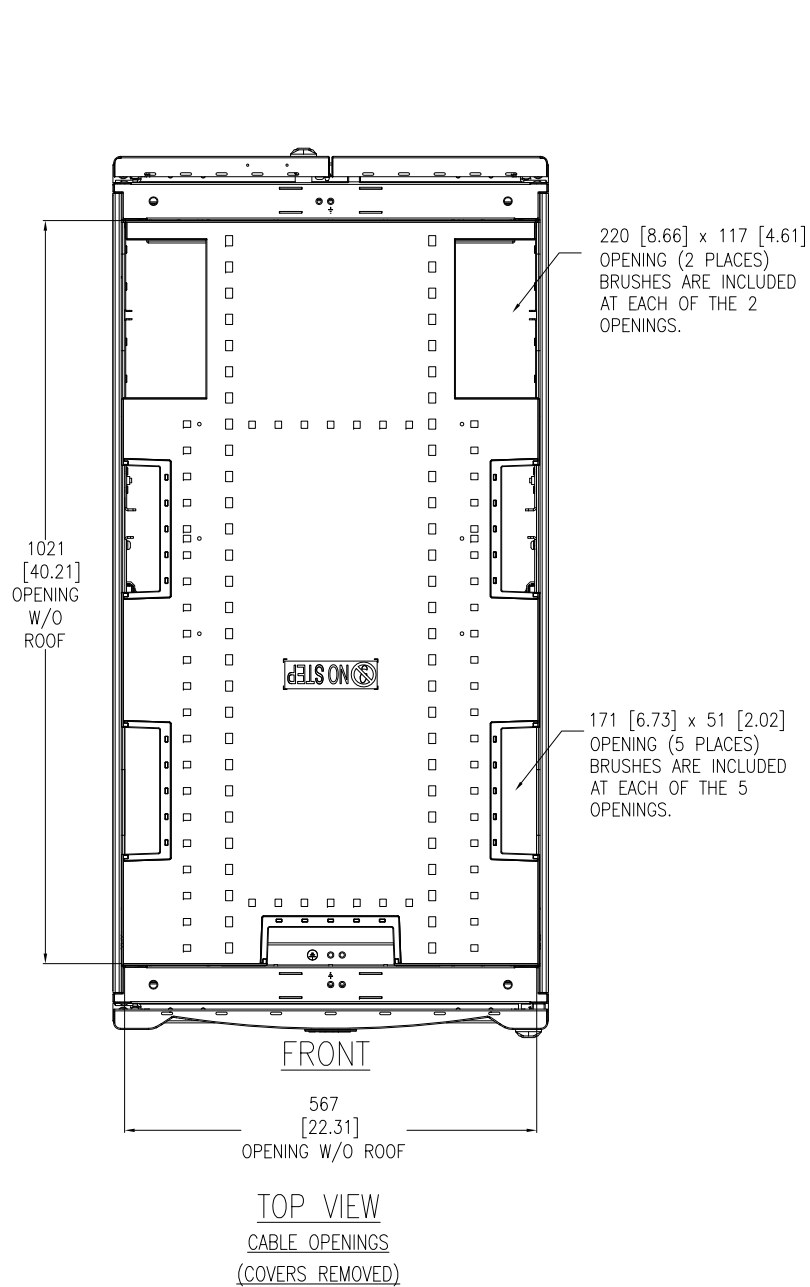 220 [8.66] x 117 [4.61]
OPENING (2 PLACES)
BRUSHES ARE INCLUDED
AT EACH OF THE 2
OPENINGS.
1021
[40.21]
OPENING
W/O
ROOF
NO STEP
171 [6.73] x 51 [2.02]
OPENING (5 PLACES)
BRUSHES ARE INCLUDED
AT EACH OF THE 5
OPENINGS.
FRONT
567
[22.31]
OPENING W/O ROOF
TOP VIEW
CABLE OPENINGS
(COVERS REMOVED)